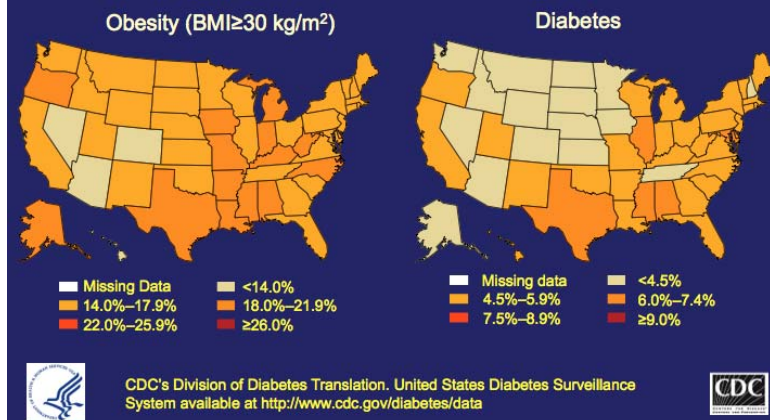 Obesity (BMI≥30 kg/m²)
Diabetes
Missing Data
<14.0%
14.0%–17.9%
18.0%–21.9%
22.0%–25.9%
≥26.0%
Missing data
<4.5%
4.5%–5.9%
6.0%–7.4%
7.5%–8.9%
≥9.0%
CDC's Division of Diabetes Translation. United States Diabetes Surveillance
System available at http://www.cdc.gov/diabetes/data
CDC